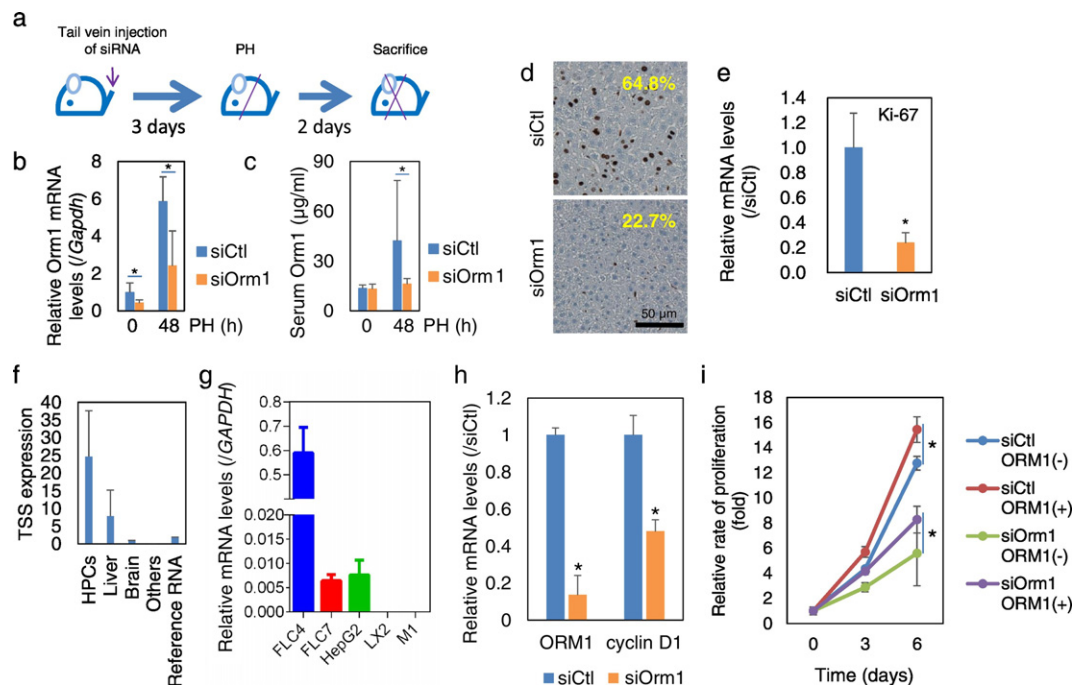 a
Tail vein injection
of siRNA
PH
Sacrifice
3 days
2 days
b
Relative Orm1 mRNA
levels (/Gapdh)
8
6
4
2
0
*
*
0
48
PH (h)
siCtl
siOrm1
c
Serum Orm1 (µg/ml)
90
60
30
0
*
0
48
PH (h)
siCtl
siOrm1
d
siCtl
64.8%
siOrm1
22.7%
50 µm
e
Relative mRNA levels
(/siCtl)
1.4
1.2
1.0
0.8
0.6
0.4
0.2
0.0
Ki-67
*
siCtl
siOrm1
f
TSS expression
40
35
30
25
20
15
10
5
0
HPCs
Liver
Brain
Others
Reference RNA
g
Relative mRNA levels (/GAPDH)
0.8
0.7
0.6
0.5
0.4
0.3
0.020
0.015
0.010
0.005
0.000
FLC4
FLC7
HepG2
LX2
M1
h
Relative mRNA levels (/siCtl)
1.2
1
0.8
0.6
0.4
0.2
0
*
*
ORM1
cyclin D1
siCtl
siOrm1
i
Relative rate of proliferation
(fold)
18
16
14
12
10
8
6
4
2
0
*
*
0
3
6
Time (days)
siCtl
ORM1(-)
siCtl
ORM1(+)
siOrm1
ORM1(-)
siOrm1
ORM1(+)